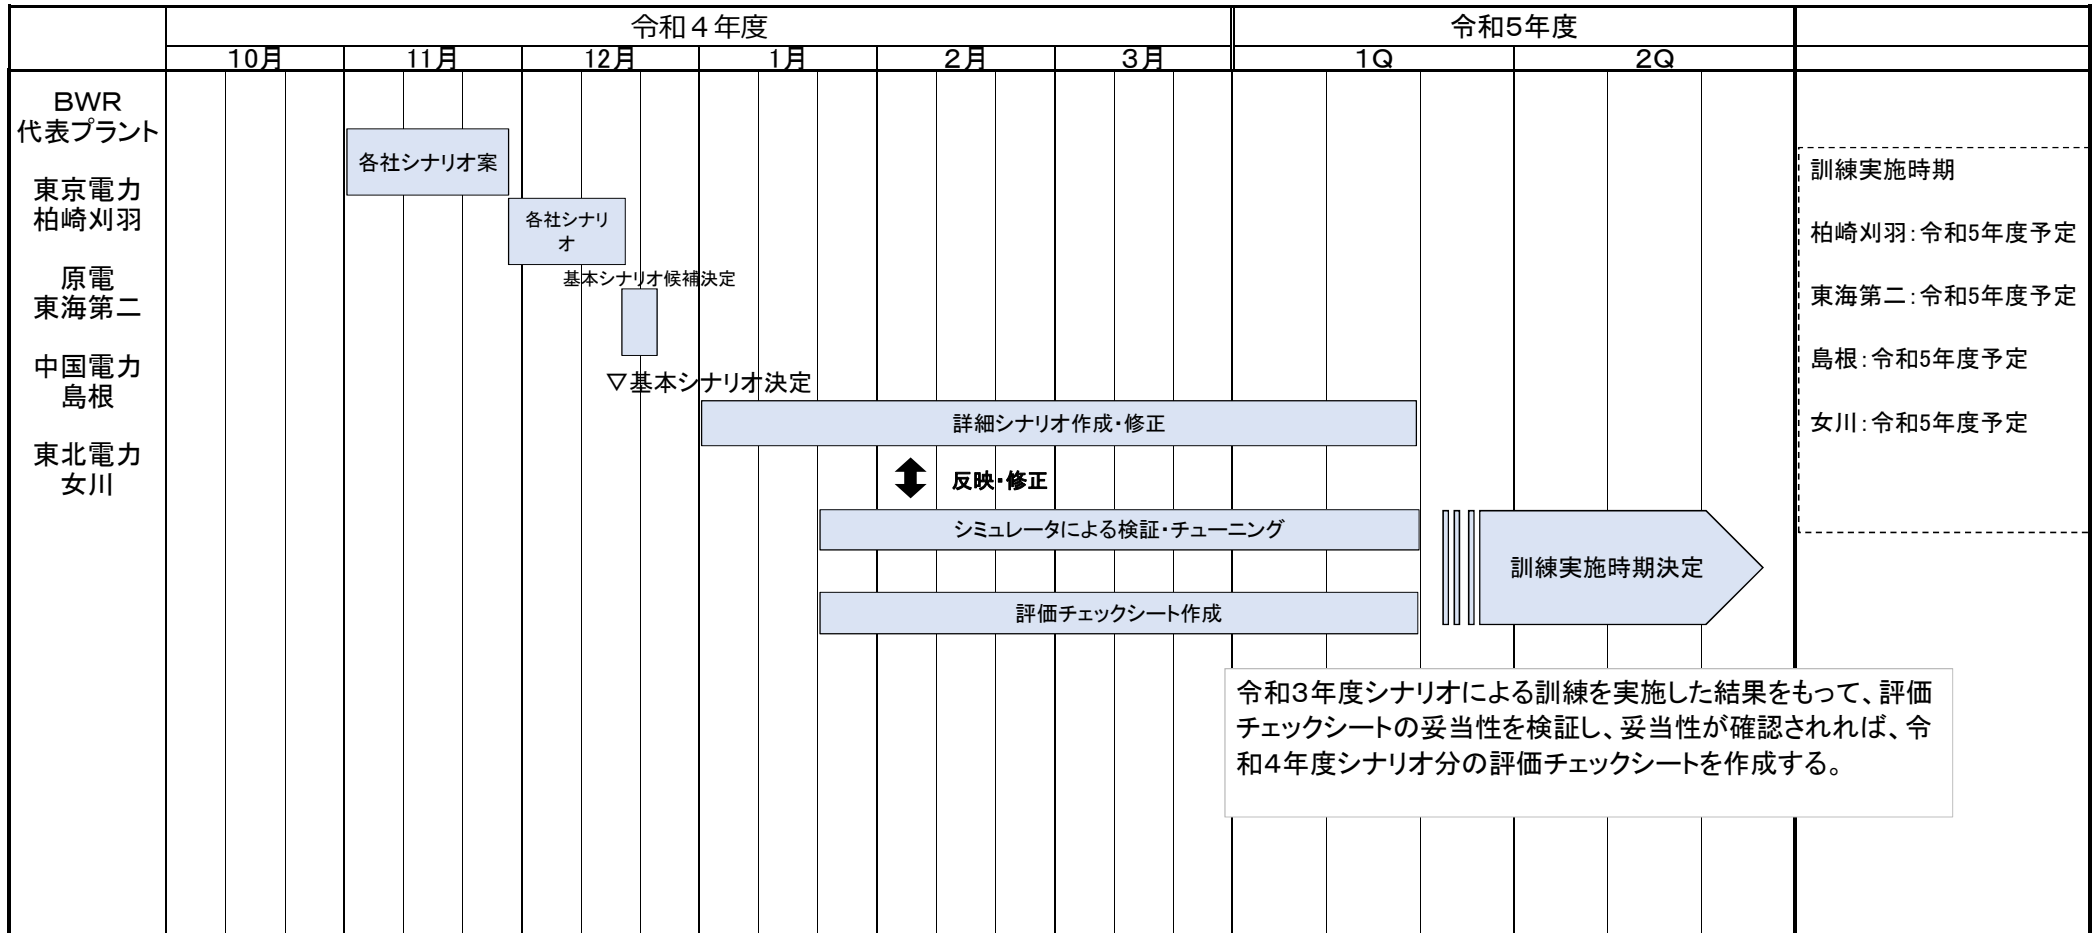 令和４年度
令和５年度
10月
11月
12月
1月
２月
３月
１Q
２Q
ＢＷＲ
代表プラント
東京電力
柏崎刈羽
原電
東海第二
中国電力
島根
東北電力
女川
各社シナリオ案
各社シナリ
オ
基本シナリオ候補決定
▽基本シナリオ決定
詳細シナリオ作成・修正
反映・修正
シミュレータによる検証・チューニング
評価チェックシート作成
訓練実施時期決定
訓練実施時期
柏崎刈羽：令和5年度予定
東海第二：令和5年度予定
島根：令和5年度予定
女川：令和5年度予定
令和３年度シナリオによる訓練を実施した結果をもって、評価
チェックシートの妥当性を検証し、妥当性が確認されれば、令
和４年度シナリオ分の評価チェックシートを作成する。